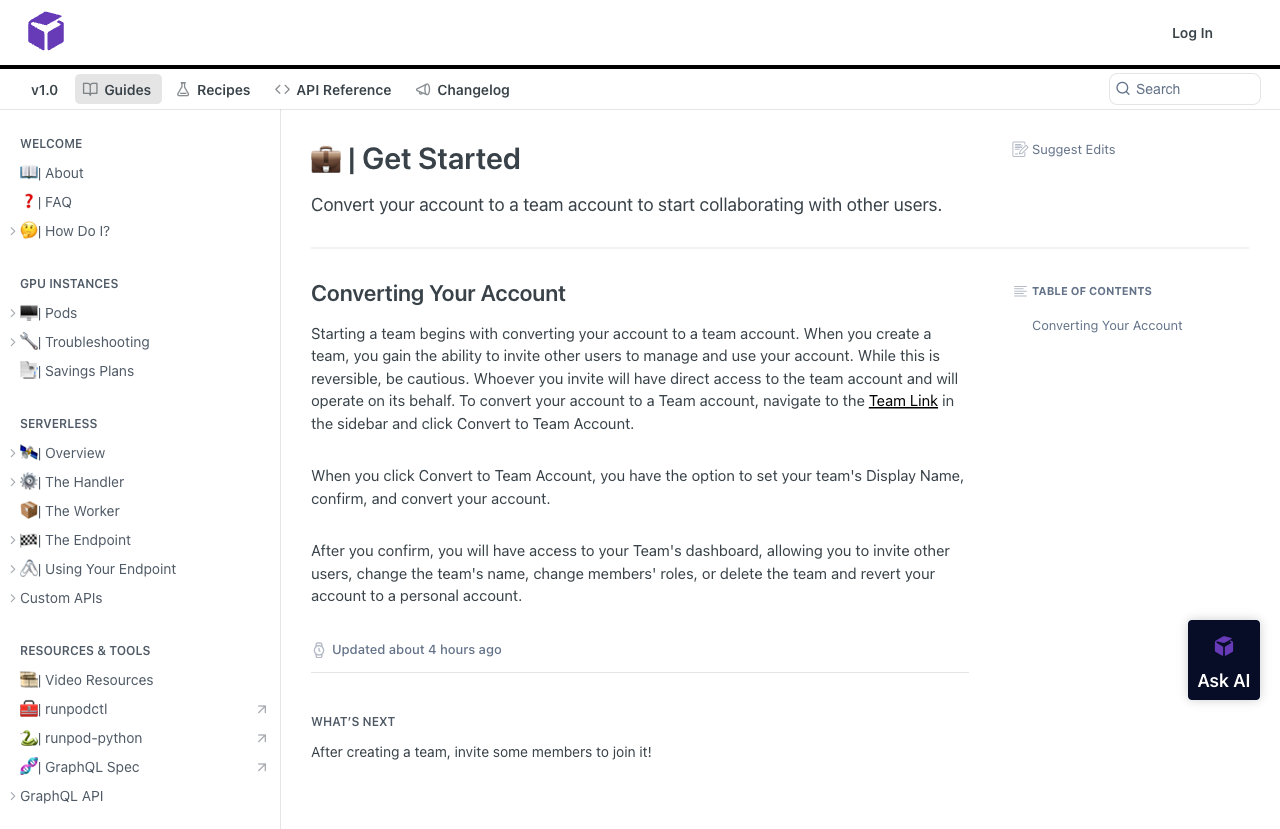 Log In
v1.0
Guides
Recipes
API Reference
Changelog
Search
WELCOME
📖| About
❓| FAQ
🤔| How Do I?
GPU INSTANCES
🖥️| Pods
🔧| Troubleshooting
📑| Savings Plans
SERVERLESS
🛰️| Overview
⚙️| The Handler
📦| The Worker
🏁| The Endpoint
🖇️| Using Your Endpoint
Custom APIs
RESOURCES & TOOLS
🎞️| Video Resources
🧰| runpodctl
🐍| runpod-python
🧬| GraphQL Spec
GraphQL API
💼 | Get Started
Convert your account to a team account to start collaborating with other users.
Converting Your Account
Starting a team begins with converting your account to a team account. When you create a
team, you gain the ability to invite other users to manage and use your account. While this is
reversible, be cautious. Whoever you invite will have direct access to the team account and will
operate on its behalf. To convert your account to a Team account, navigate to the Team Link in
the sidebar and click Convert to Team Account.
When you click Convert to Team Account, you have the option to set your team's Display Name,
confirm, and convert your account.
After you confirm, you will have access to your Team's dashboard, allowing you to invite other
users, change the team's name, change members' roles, or delete the team and revert your
account to a personal account.
Updated about 4 hours ago
WHAT'S NEXT
After creating a team, invite some members to join it!
Suggest Edits
TABLE OF CONTENTS
Converting Your Account
Ask AI